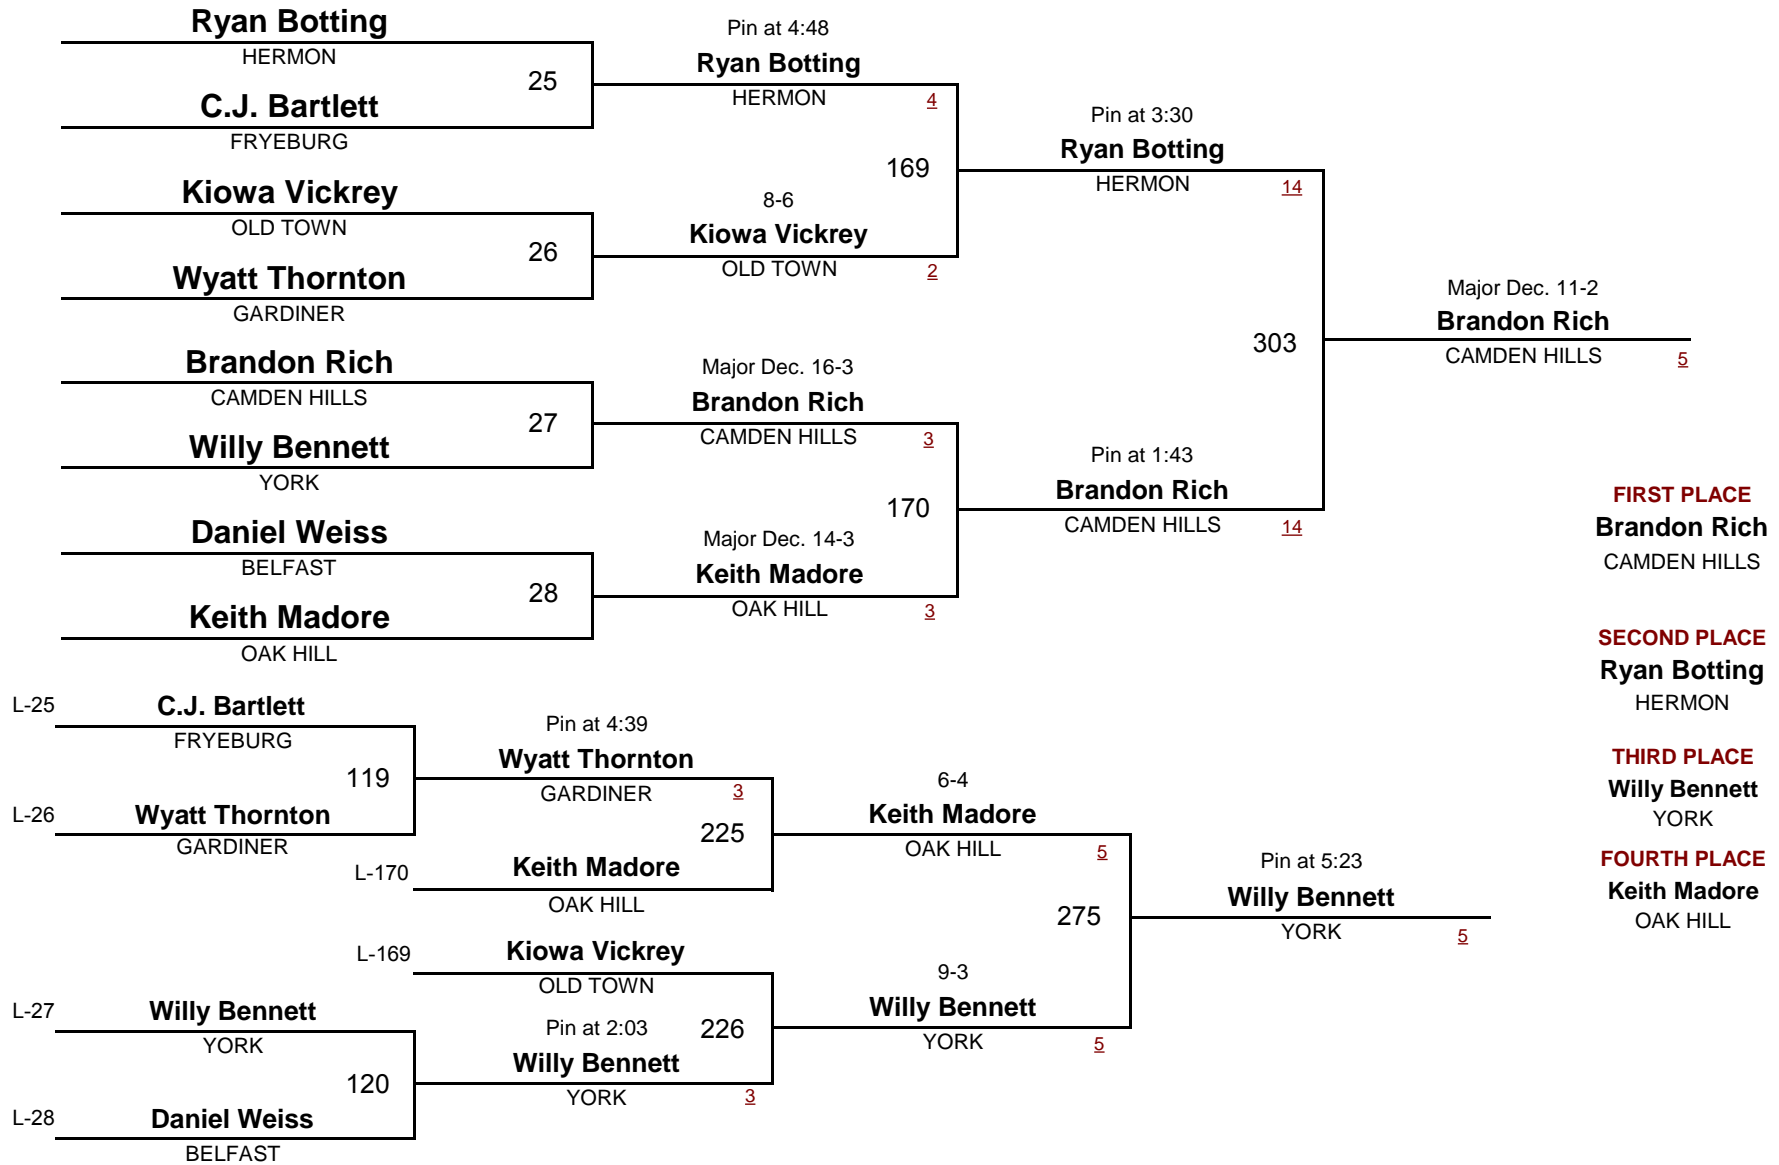 Ryan Botting
HERMON
25
C.J. Bartlett
FRYEBURG
Kiowa Vickrey
OLD TOWN
26
Wyatt Thornton
GARDINER
Brandon Rich
CAMDEN HILLS
27
Willy Bennett
YORK
Daniel Weiss
BELFAST
28
Keith Madore
OAK HILL
Pin at 4:48
Ryan Botting
HERMON
4
169
8-6
Kiowa Vickrey
OLD TOWN
2
Major Dec. 16-3
Brandon Rich
CAMDEN HILLS
3
170
Major Dec. 14-3
Keith Madore
OAK HILL
3
Pin at 3:30
Ryan Botting
HERMON
14
303
Pin at 1:43
Brandon Rich
CAMDEN HILLS
14
Major Dec. 11-2
Brandon Rich
CAMDEN HILLS
5
FIRST PLACE
Brandon Rich
CAMDEN HILLS
SECOND PLACE
Ryan Botting
HERMON
THIRD PLACE
Willy Bennett
YORK
FOURTH PLACE
Keith Madore
OAK HILL
L-25
C.J. Bartlett
FRYEBURG
119
L-26
Wyatt Thornton
GARDINER
L-27
Willy Bennett
YORK
120
L-28
Daniel Weiss
BELFAST
Pin at 4:39
Wyatt Thornton
GARDINER
3
225
L-170
Keith Madore
OAK HILL
L-169
Kiowa Vickrey
OLD TOWN
226
Pin at 2:03
Willy Bennett
YORK
3
6-4
Keith Madore
OAK HILL
5
275
9-3
Willy Bennett
YORK
5
Pin at 5:23
Willy Bennett
YORK
5